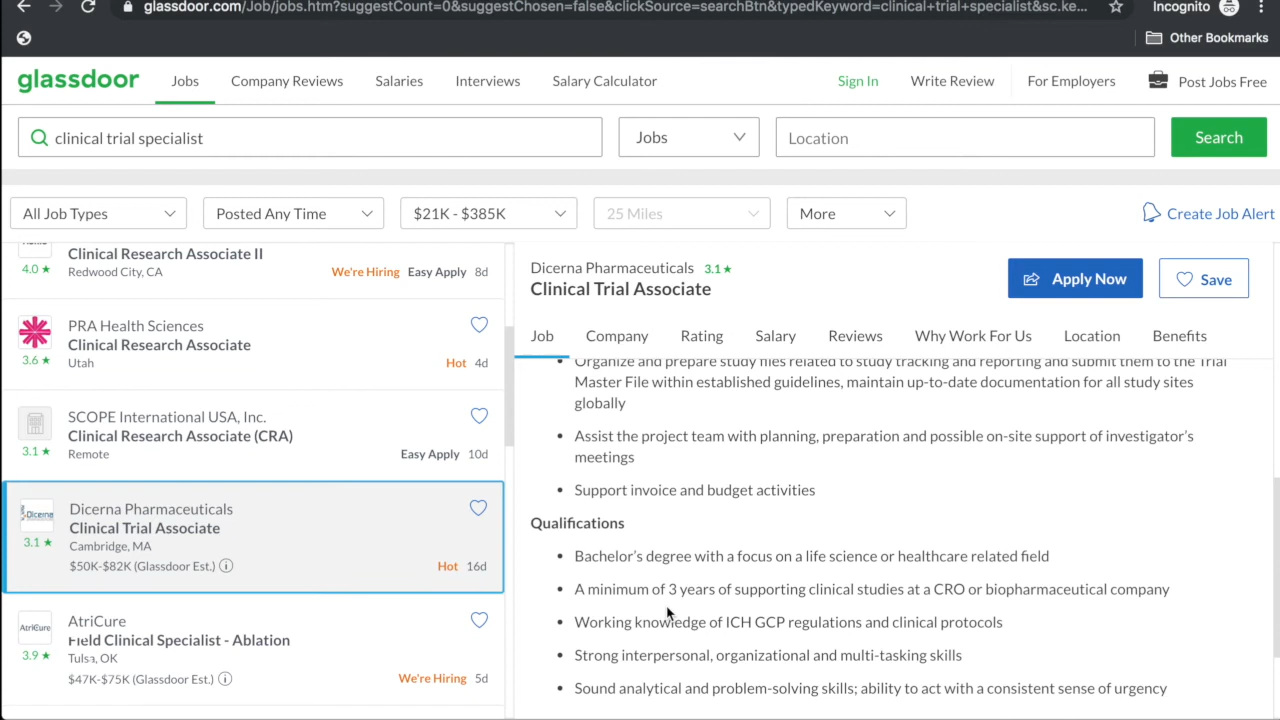 glassdoor.com/Job/jobs.htm?suggestCount=0&suggestChosen=false&clickSource=searchBtn&typedKeyword=clinical+trial+specialist&sc.ke...
Incognito
Other Bookmarks
glassdoor
Jobs
Company Reviews
Salaries
Interviews
Salary Calculator
Sign In
Write Review
For Employers
Post Jobs Free
clinical trial specialist
Jobs
Location
Search
All Job Types
Posted Any Time
$21K - $385K
25 Miles
More
Create Job Alert
Clinical Research Associate II
4.0 ★ Redwood City, CA We're Hiring Easy Apply 8d
PRA Health Sciences
Clinical Research Associate
3.6 ★ Utah Hot 4d
SCOPE International USA, Inc.
Clinical Research Associate (CRA)
3.1 ★ Remote Easy Apply 10d
Dicerna
Dicerna Pharmaceuticals
Clinical Trial Associate
3.1 ★ Cambridge, MA
$50K-$82K (Glassdoor Est.) Hot 16d
AtriCure
AtriCure
Field Clinical Specialist - Ablation
3.9 ★ Tulsa, OK
$47K-$75K (Glassdoor Est.) We're Hiring 5d
Dicerna Pharmaceuticals 3.1 ★
Clinical Trial Associate
Apply Now
Save
Job
Company
Rating
Salary
Reviews
Why Work For Us
Location
Benefits
• Organize and prepare study files related to study tracking and reporting and submit them to the Trial
Master File within established guidelines, maintain up-to-date documentation for all study sites
globally
• Assist the project team with planning, preparation and possible on-site support of investigator's
meetings
• Support invoice and budget activities
Qualifications
• Bachelor's degree with a focus on a life science or healthcare related field
• A minimum of 3 years of supporting clinical studies at a CRO or biopharmaceutical company
• Working knowledge of ICH GCP regulations and clinical protocols
• Strong interpersonal, organizational and multi-tasking skills
• Sound analytical and problem-solving skills; ability to act with a consistent sense of urgency